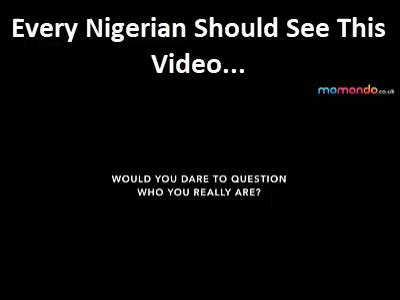 Every Nigerian Should See This
Video...
momondo.co.uk
WOULD YOU DARE TO QUESTION
WHO YOU REALLY ARE?